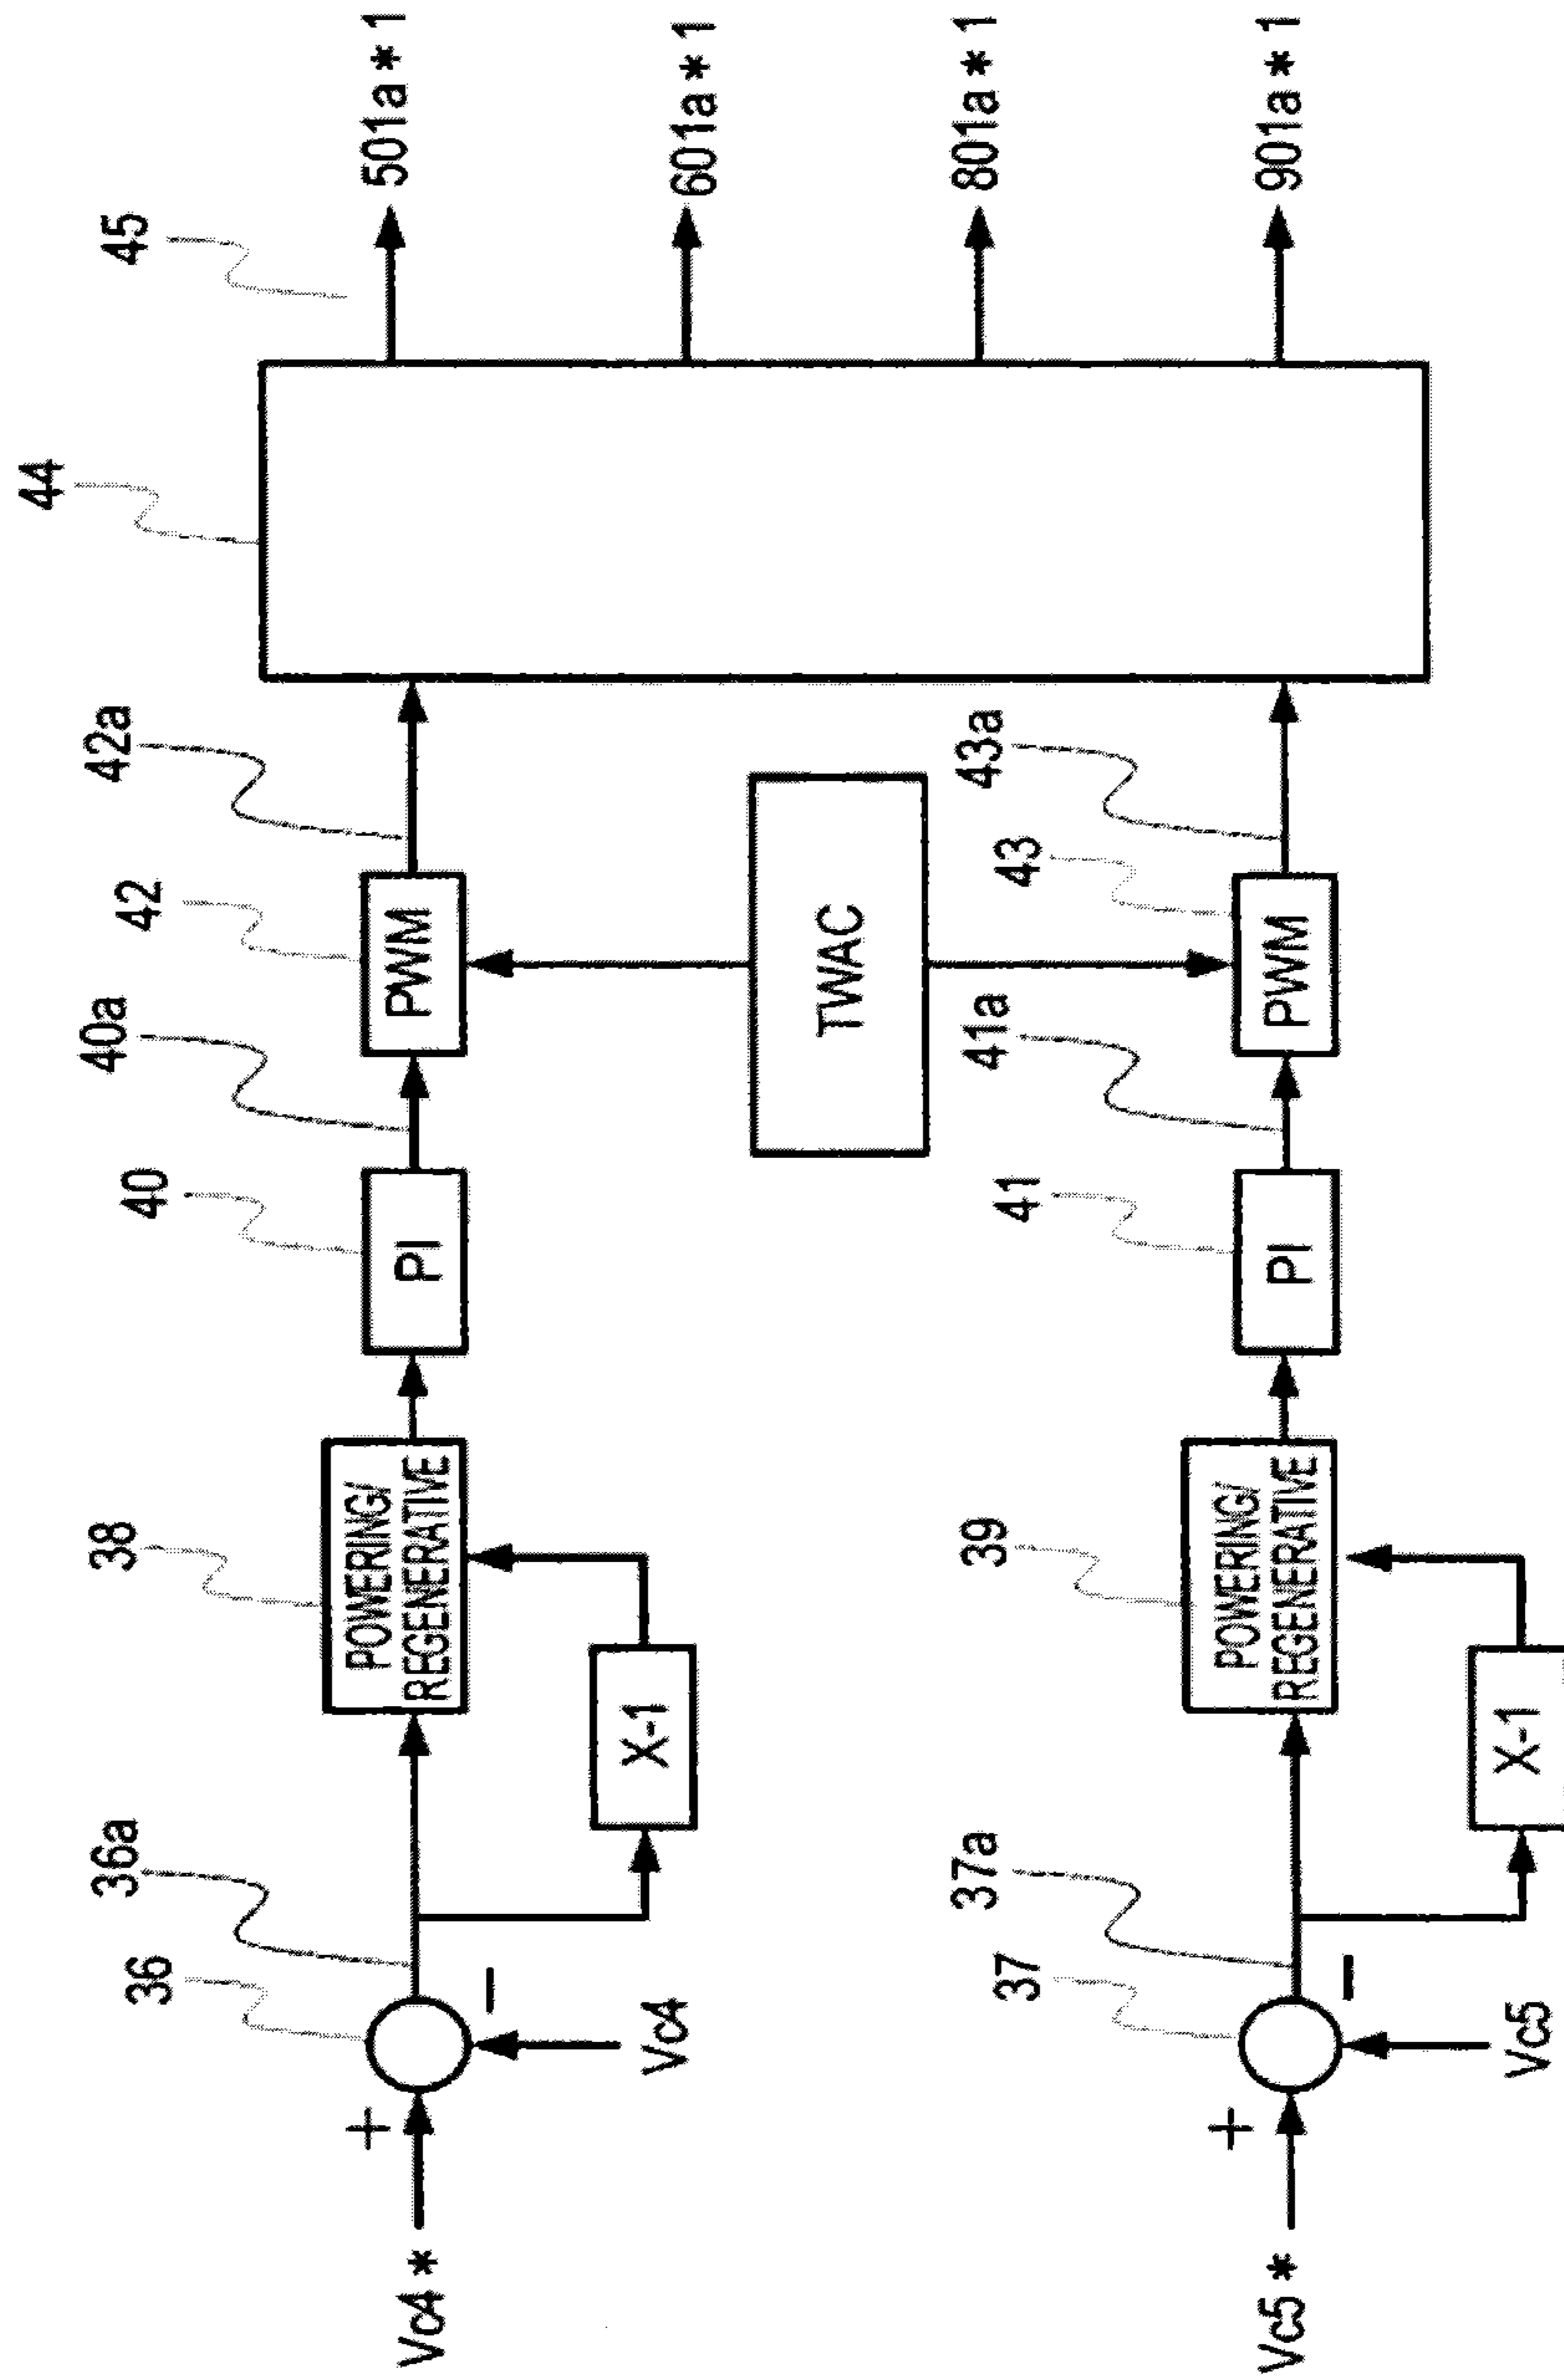 Vc4 *
+
Vc4
−
36
36a
X-1
38
POWERING/
REGENERATIVE
40
PI
40a
42
PWM
42a
TWAC
44
45
501a * 1
601a * 1
801a * 1
901a * 1
Vc5 *
+
Vc5
−
37
37a
X-1
39
POWERING/
REGENERATIVE
41
PI
41a
43
PWM
43a